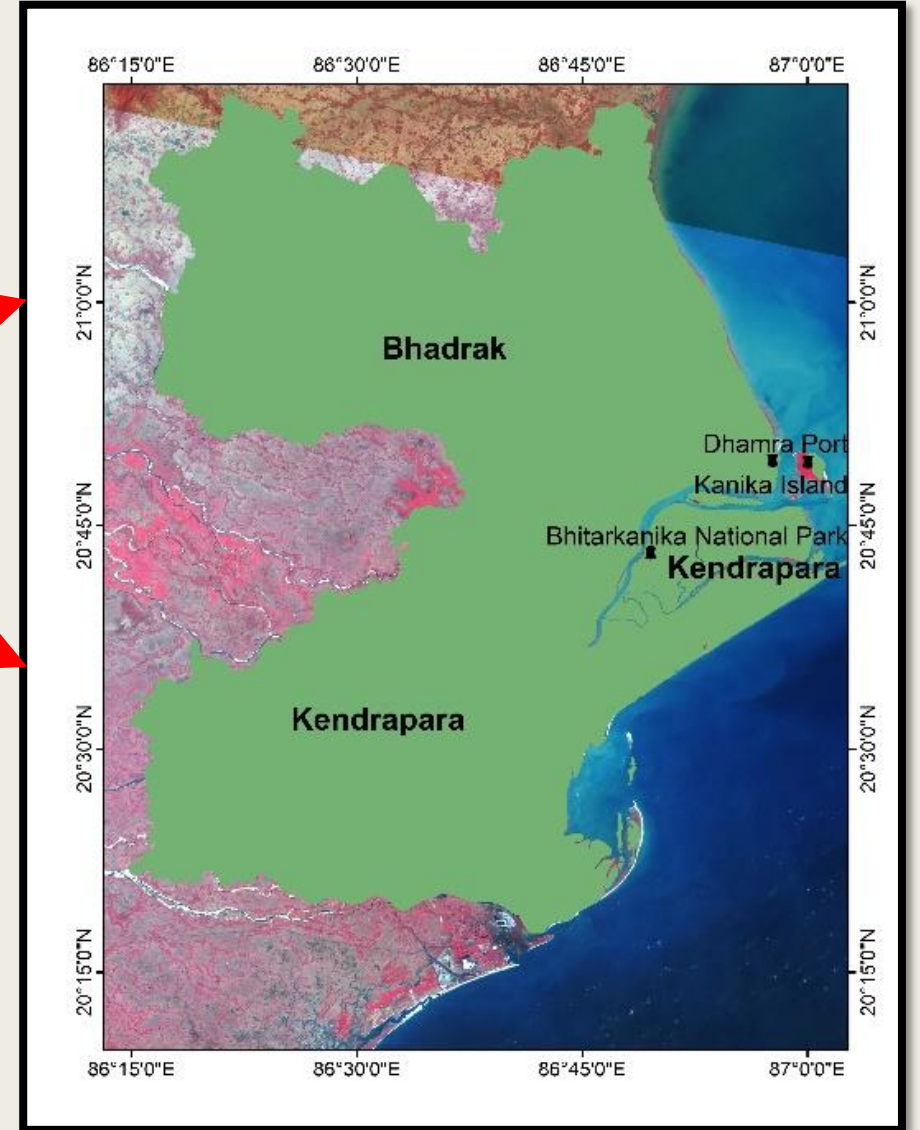 86°15'0"E 86°30'0"E 86°45'0"E 87°0'0"E
21°0'0"N 21°0'0"N
Bhadrak
Dhamra Port
Kanika Island
20°45'0"N 20°45'0"N
Bhitarkanika National Park
Kendrapara
Kendrapara
20°30'0"N 20°30'0"N
20°15'0"N 20°15'0"N
86°15'0"E 86°30'0"E 86°45'0"E 87°0'0"E